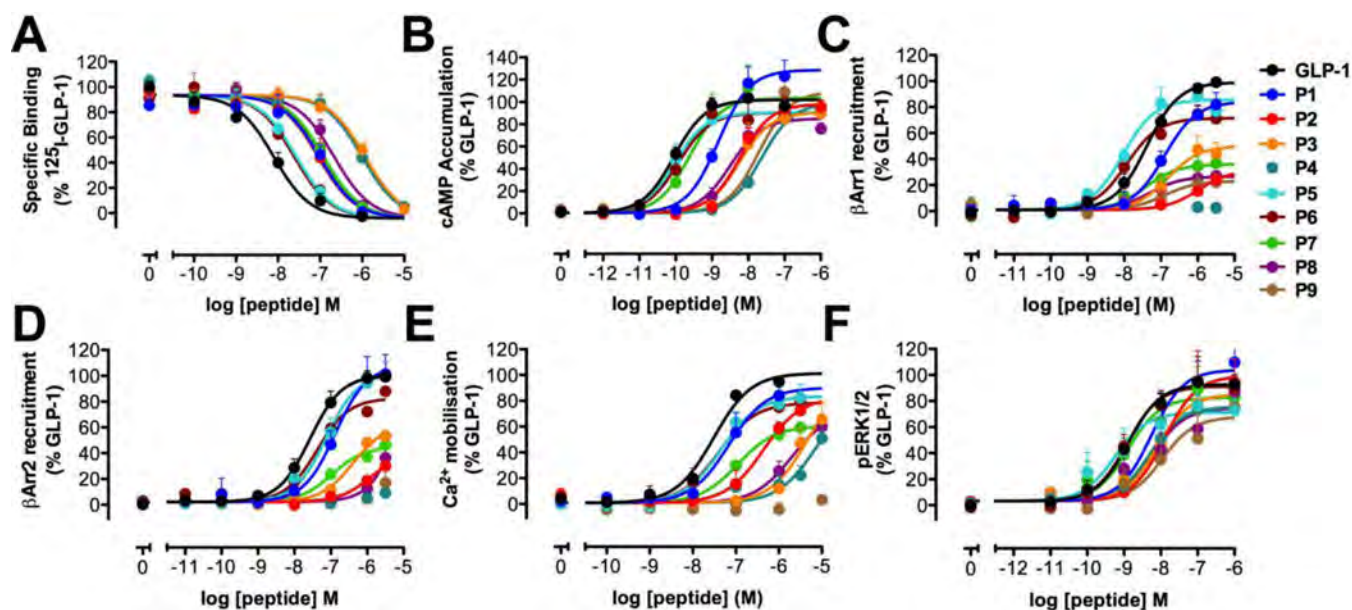 A
Specific Binding
(% 125I-GLP-1)
120
100
80
60
40
20
0
0 -10 -9 -8 -7 -6 -5
log [peptide] M
B
cAMP Accumulation
(% GLP-1)
140
120
100
80
60
40
20
0
0 -12 -11 -10 -9 -8 -7 -6
log [peptide] (M)
C
βArr1 recruitment
(% GLP-1)
120
100
80
60
40
20
0
0 -11 -10 -9 -8 -7 -6 -5
log [peptide] (M)
GLP-1
P1
P2
P3
P4
P5
P6
P7
P8
P9
D
βArr2 recruitment
(% GLP-1)
120
100
80
60
40
20
0
0 -11 -10 -9 -8 -7 -6 -5
log [peptide] M
E
Ca2+ mobilisation
(% GLP-1)
120
100
80
60
40
20
0
0 -10 -9 -8 -7 -6 -5
log [peptide] (M)
F
pERK1/2
(% GLP-1)
120
100
80
60
40
20
0
0 -12 -11 -10 -9 -8 -7 -6
log [peptide] M